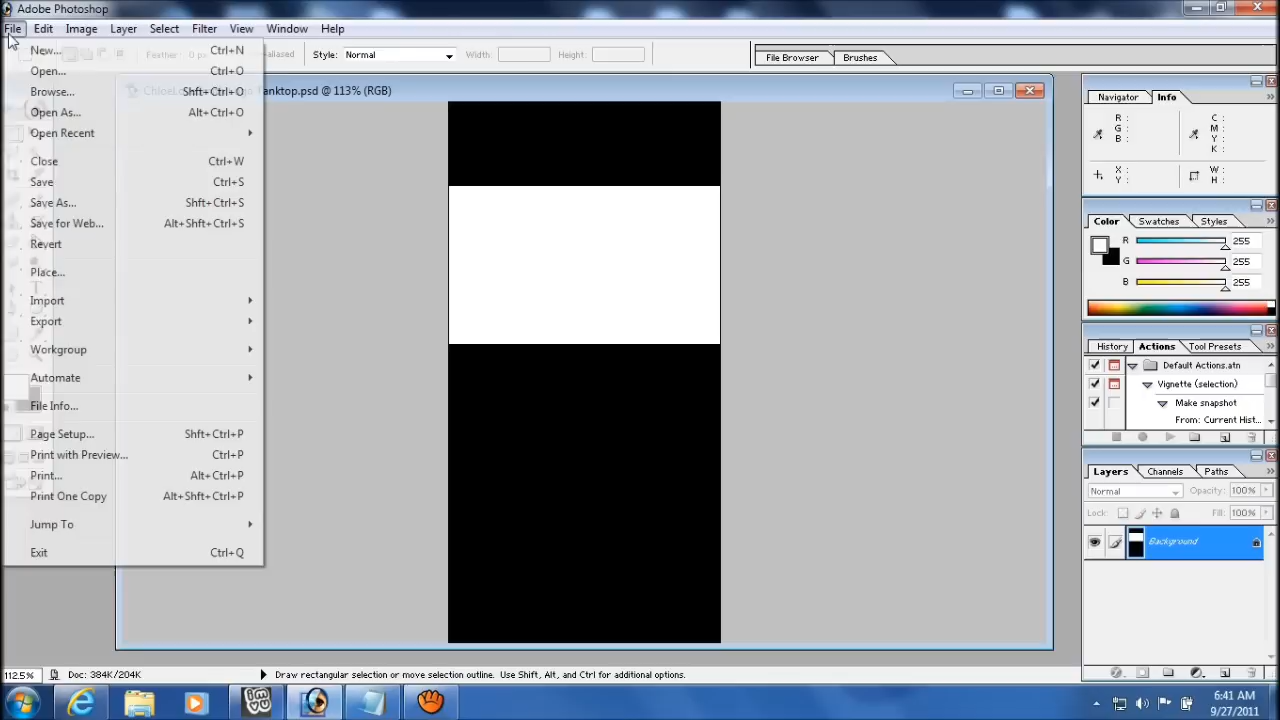 Adobe Photoshop
File Edit Image Layer Select Filter View Window Help
Feather: 0 Style: Normal Width: Height: File Browser Brushes
New... Ctrl+N
Open... Ctrl+O
Browse... Shft+Ctrl+O
Open As... Alt+Ctrl+O
Open Recent
Close Ctrl+W
Save Ctrl+S
Save As... Shft+Ctrl+S
Save for Web... Alt+Shft+Ctrl+S
Revert
Place...
Import
Export
Workgroup
Automate
File Info...
Page Setup... Shft+Ctrl+P
Print with Preview... Ctrl+P
Print... Alt+Ctrl+P
Print One Copy Alt+Shft+Ctrl+P
Jump To
Exit Ctrl+Q
Tanktop.psd @ 113% (RGB)
Navigator Info
R : C :
G : M :
B : Y :
K :
X : W :
Y : H :
Color Swatches Styles
R 255
G 255
B 255
History Actions Tool Presets
Default Actions.atn
Vignette (selection)
Make snapshot
From: Current Hist...
Layers Channels Paths
Normal Opacity: 100%
Lock: Fill: 100%
Background
112.5% Doc: 384K/204K Draw rectangular selection or move selection outline. Use Shift, Alt, and Ctrl for additional options.
imvu
6:41 AM
9/27/2011